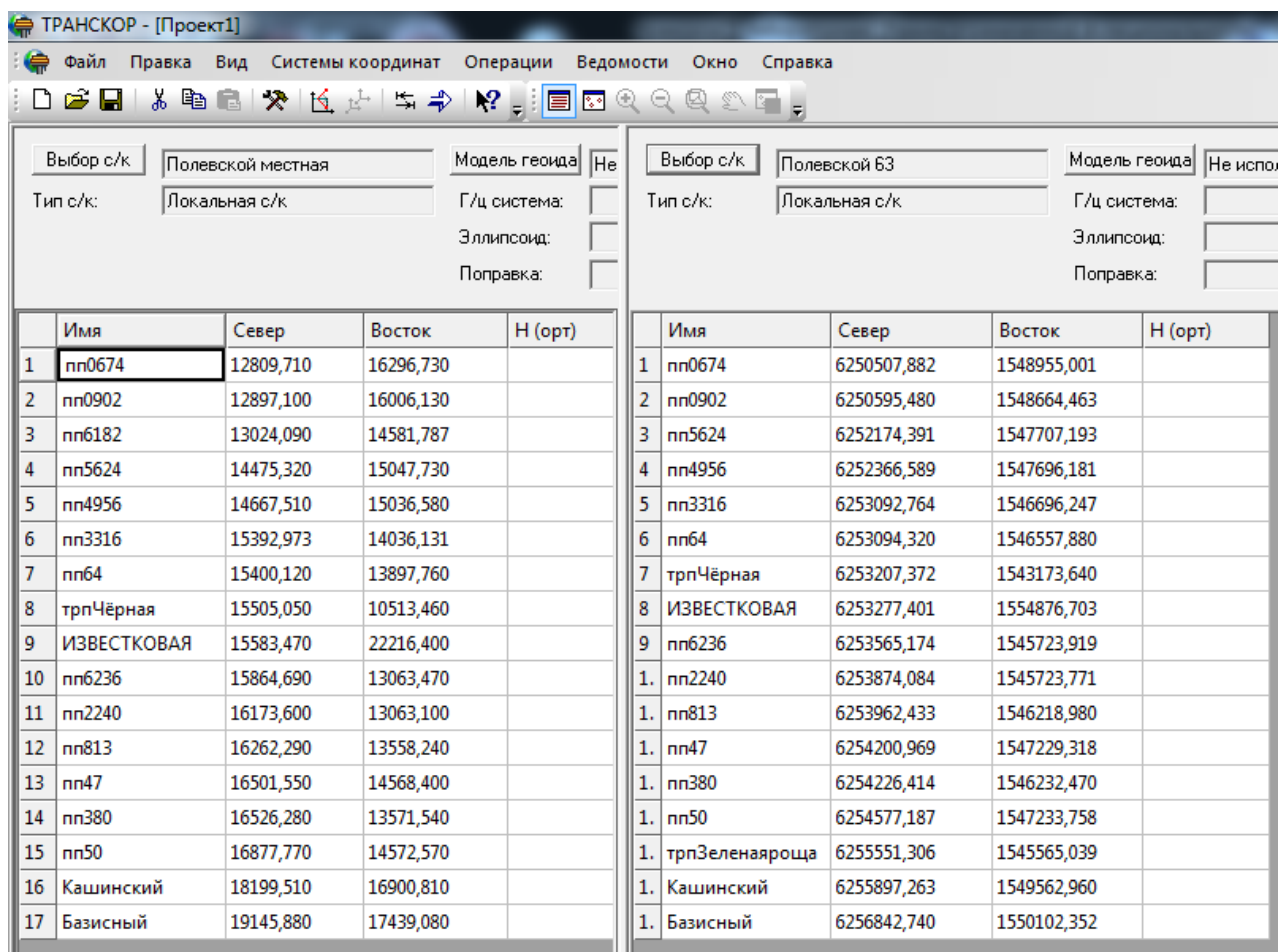 ТРАНСКОР - [Проект1]
Файл Правка Вид Системы координат Операции Ведомости Окно Справка
Выбор с/к Полевской местная Модель геоида Не
Тип с/к: Локальная с/к Г/ц система:
Эллипсоид:
Поправка:
Имя Север Восток H (орт)
1 пп0674 12809,710 16296,730
2 пп0902 12897,100 16006,130
3 пп6182 13024,090 14581,787
4 пп5624 14475,320 15047,730
5 пп4956 14667,510 15036,580
6 пп3316 15392,973 14036,131
7 пп64 15400,120 13897,760
8 трпЧёрная 15505,050 10513,460
9 ИЗВЕСТКОВАЯ 15583,470 22216,400
10 пп6236 15864,690 13063,470
11 пп2240 16173,600 13063,100
12 пп813 16262,290 13558,240
13 пп47 16501,550 14568,400
14 пп380 16526,280 13571,540
15 пп50 16877,770 14572,570
16 Кашинский 18199,510 16900,810
17 Базисный 19145,880 17439,080
Выбор с/к Полевской 63 Модель геоида Не испол
Тип с/к: Локальная с/к Г/ц система:
Эллипсоид:
Поправка:
Имя Север Восток H (орт)
1 пп0674 6250507,882 1548955,001
2 пп0902 6250595,480 1548664,463
3 пп5624 6252174,391 1547707,193
4 пп4956 6252366,589 1547696,181
5 пп3316 6253092,764 1546696,247
6 пп64 6253094,320 1546557,880
7 трпЧёрная 6253207,372 1543173,640
8 ИЗВЕСТКОВАЯ 6253277,401 1554876,703
9 пп6236 6253565,174 1545723,919
1. пп2240 6253874,084 1545723,771
1. пп813 6253962,433 1546218,980
1. пп47 6254200,969 1547229,318
1. пп380 6254226,414 1546232,470
1. пп50 6254577,187 1547233,758
1. трпЗеленаяроща 6255551,306 1545565,039
1. Кашинский 6255897,263 1549562,960
1. Базисный 6256842,740 1550102,352